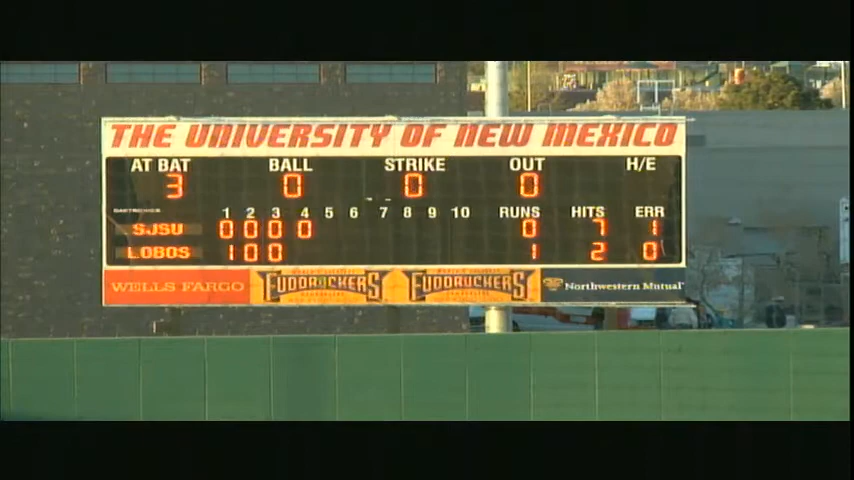 THE UNIVERSITY OF NEW MEXICO
AT BAT BALL STRIKE OUT H/E
3 0 0 0
1 2 3 4 5 6 7 8 9 10 RUNS HITS ERR
SJSU 0 0 0 0 0 7 1
LOBOS 1 0 0 1 2 0
WELLS FARGO FUDDRUCKERS FUDDRUCKERS Northwestern Mutual